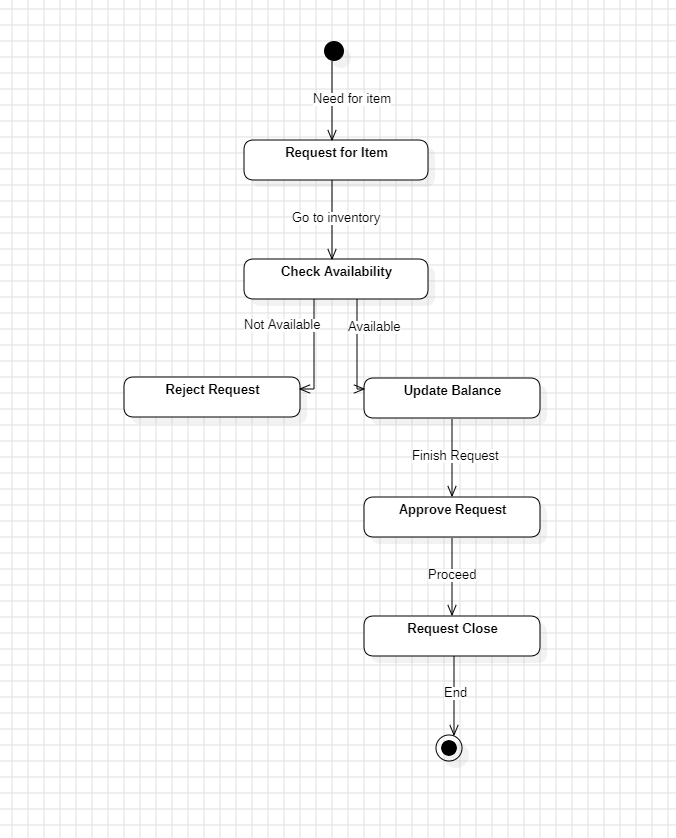 Need for item
Request for Item
Go to inventory
Check Availability
Not Available
Available
Reject Request
Update Balance
Finish Request
Approve Request
Proceed
Request Close
End